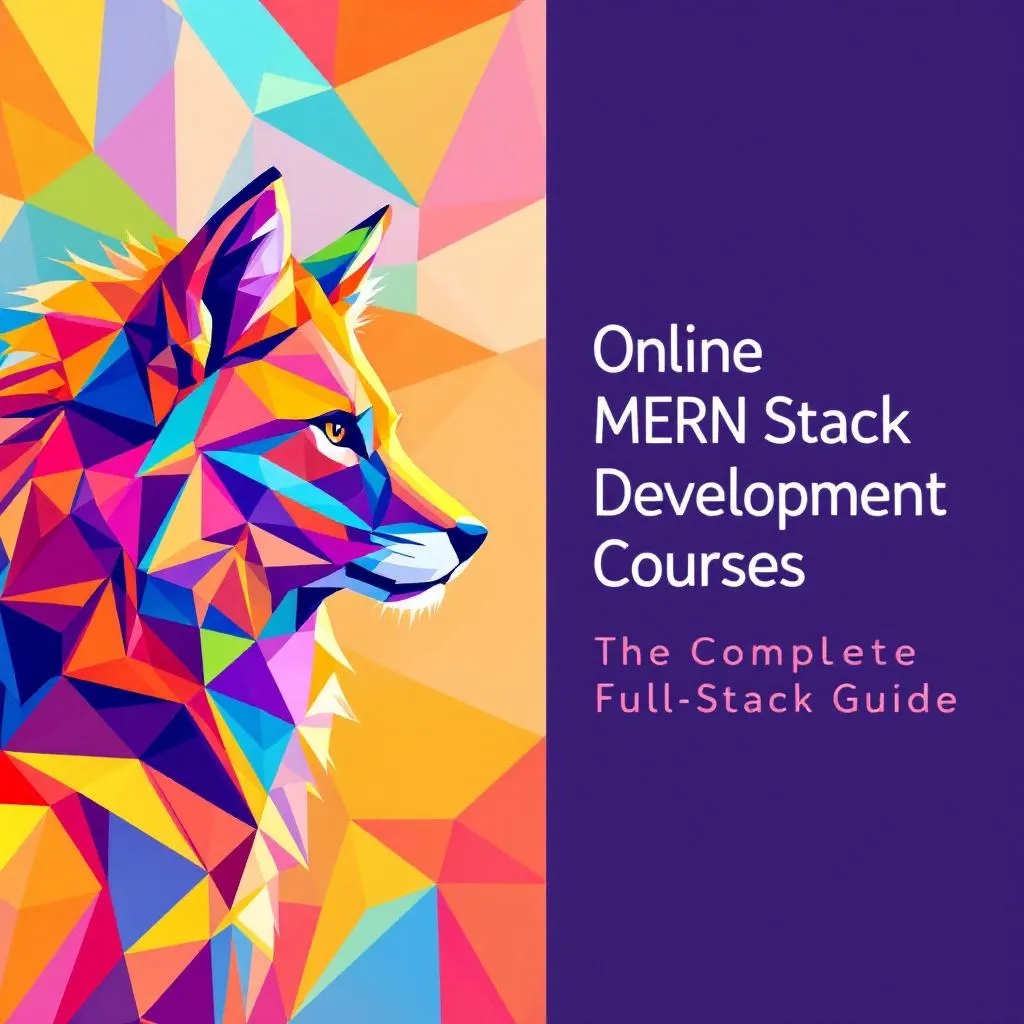 Online
MERN Stack
Development
Courses
The Complete
Full-Stack Guide